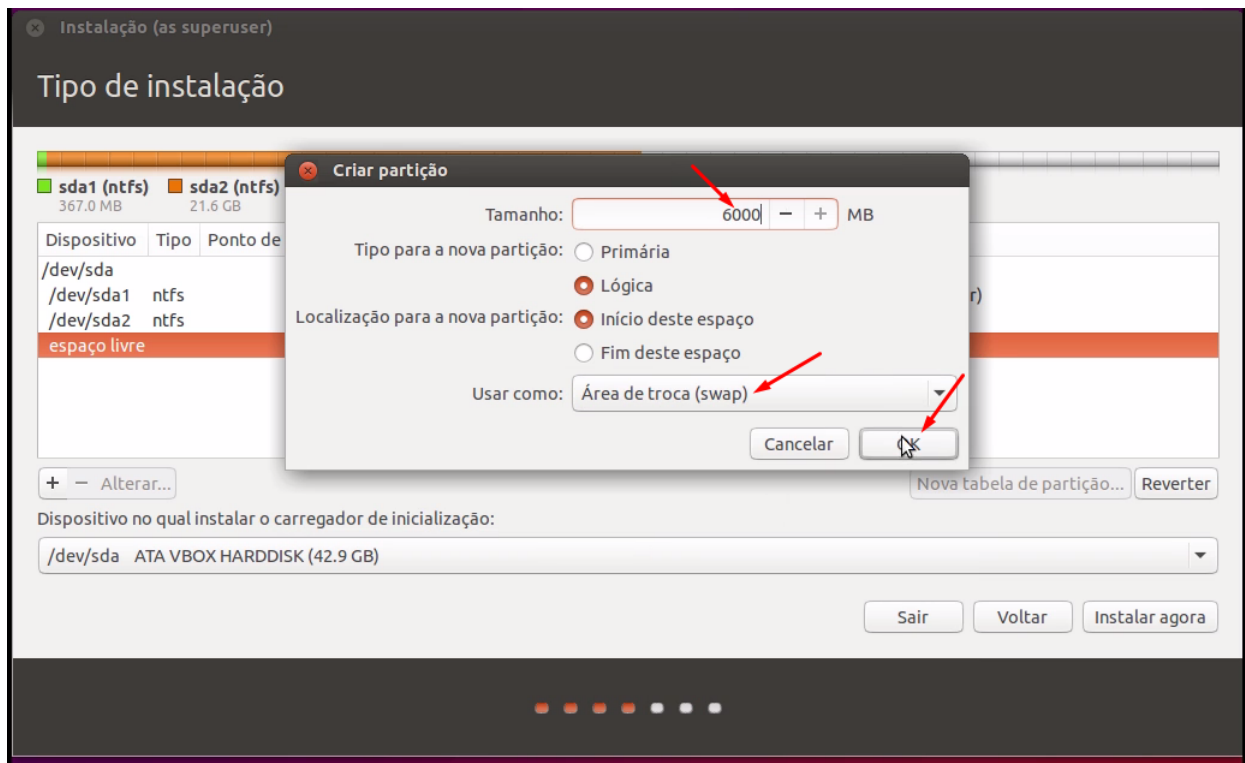 Instalação (as superuser)
Tipo de instalação
sda1 (ntfs) sda2 (ntfs)
367.0 MB 21.6 GB
Criar partição
Tamanho: 6000 − + MB
Tipo para a nova partição: Primária
Lógica
Localização para a nova partição: Início deste espaço
Fim deste espaço
Usar como: Área de troca (swap)
Cancelar OK
Dispositivo Tipo Ponto de
/dev/sda
/dev/sda1 ntfs r)
/dev/sda2 ntfs
espaço livre
+ − Alterar... Nova tabela de partição... Reverter
Dispositivo no qual instalar o carregador de inicialização:
/dev/sda ATA VBOX HARDDISK (42.9 GB)
Sair Voltar Instalar agora